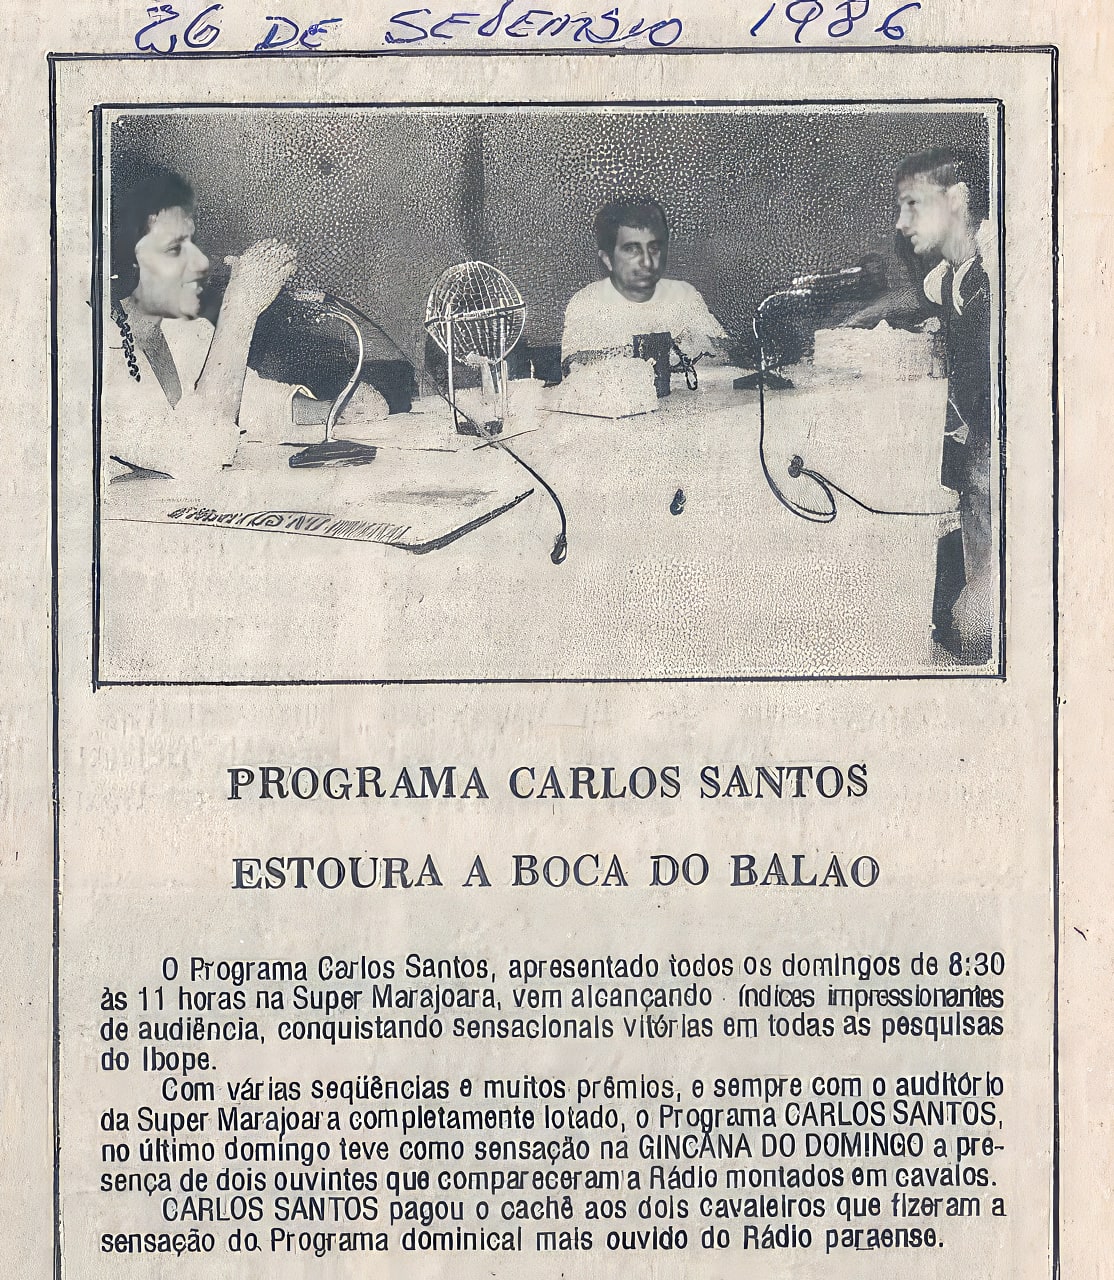 26 DE SETEMBRO 1986
PROGRAMA CARLOS SANTOS
ESTOURA A BOCA DO BALAO
O Programa Carlos Santos, apresentado todos os domingos de 8:30
às 11 horas na Super Marajoara, vem alcançando índices impressionantes
de audiência, conquistando sensacionais vitórias em todas as pesquisas
do Ibope.
Com várias seqüências e muitos prêmios, e sempre com o auditório
da Super Marajoara completamente lotado, o Programa CARLOS SANTOS,
no último domingo teve como sensação na GINCANA DO DOMINGO a pre-
sença de dois ouvintes que compareceram a Rádio montados em cavalos.
CARLOS SANTOS pagou o cachê aos dois cavaleiros que fizeram a
sensação do Programa dominical mais ouvido do Rádio paraense.